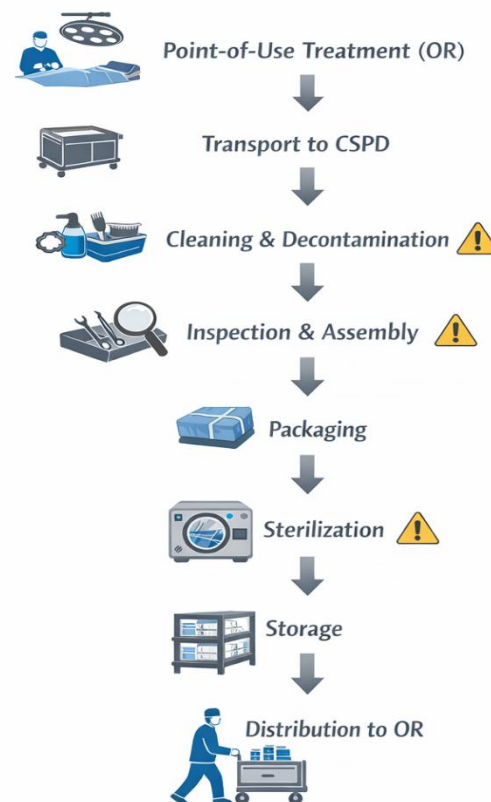 Point-of-Use Treatment (OR)
Transport to CSPD
Cleaning & Decontamination
Inspection & Assembly
Packaging
Sterilization
Storage
Distribution to OR